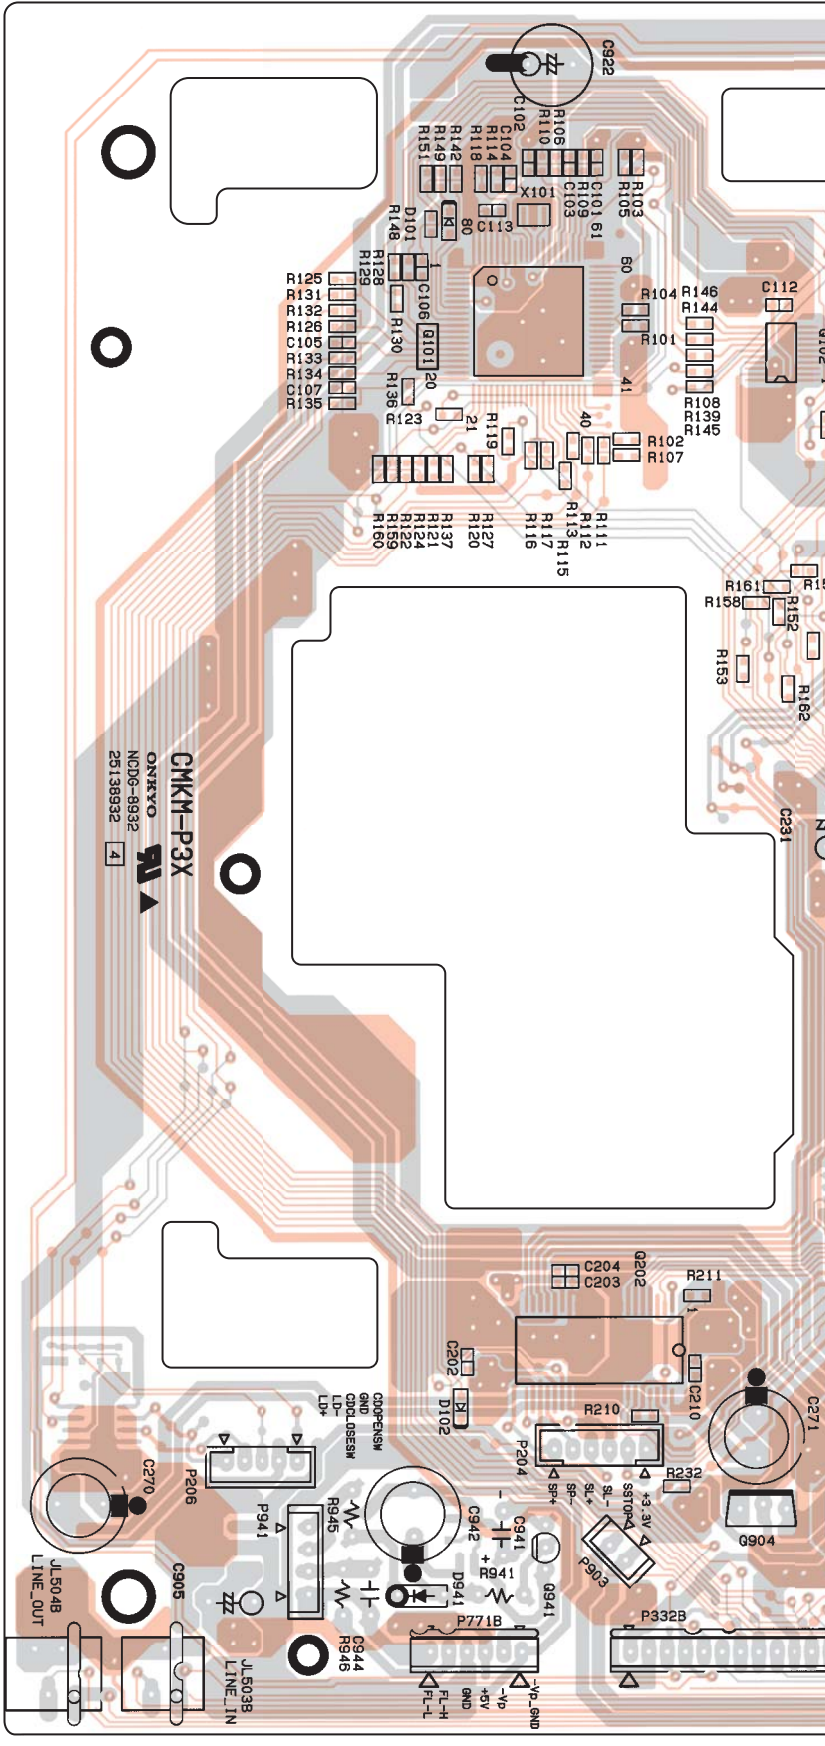 C922
C102
R110
R106
R151
R149
R142
R118
R114
C104
X101
C103
R109
C101
61
R105
R103
R148
D101
80
C113
60
R129
R128
1
C106
R125
R131
R132
R126
C105
R133
R134
C107
R135
R130
Q101
20
R136
R123
21
R119
R104
R101
41
40
R146
R144
R108
R139
R145
C112
Q102
R102
R107
R160
R159
R122
R124
R121
R137
R120
R127
R116
R117
R115
R113
R112
R111
R161
R158
R152
R153
R162
C231
N
CMKM-P3X
ONKYO
NCDG-8932
25138932
4
C204
C203
Q202
R211
1
C202
D102
C210
C271
R210
P204
SP+
SP-
SL+
SL-
SSTOP
+3.3V
R232
Q904
P903
CDOPENSW
GND
CDCLOSESW
LD-
LD+
C270
P206
P941
R945
C942
-
C941
+
R941
Q941
D941
JL504B
LINE_OUT
C905
JL503B
LINE_IN
C944
R946
P771B
FL-L
FL-H
GND
+5V
-Vp
-Vp_GND
P332B